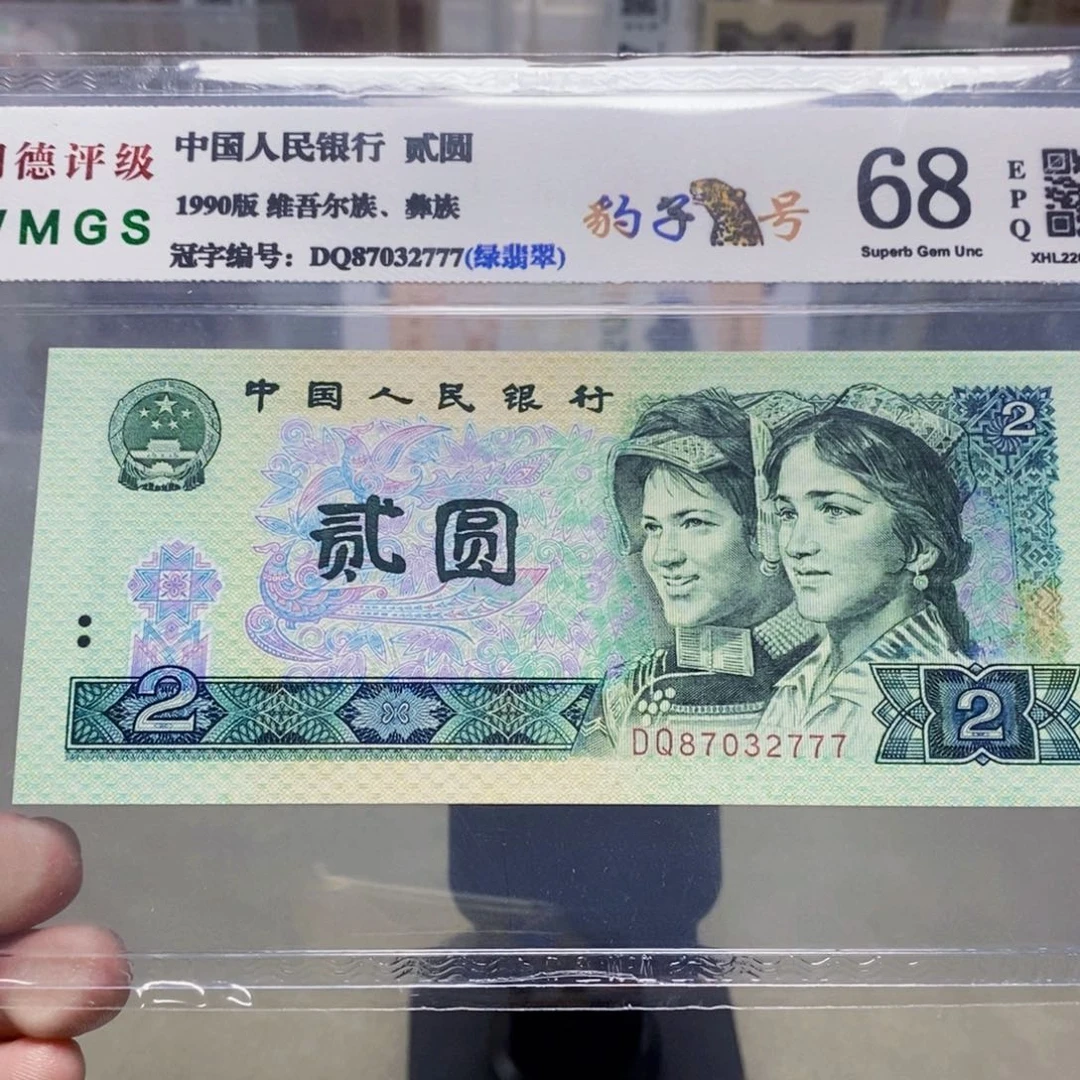 德评级
MGS
中国人民银行 贰圆
1990版 维吾尔族、彝族
冠字编号：DQ87032777(绿翡翠)
豹子号
68
Superb Gem Unc
EPQ
XHL220
中国人民银行
贰圆
2
2
DQ87032777
2